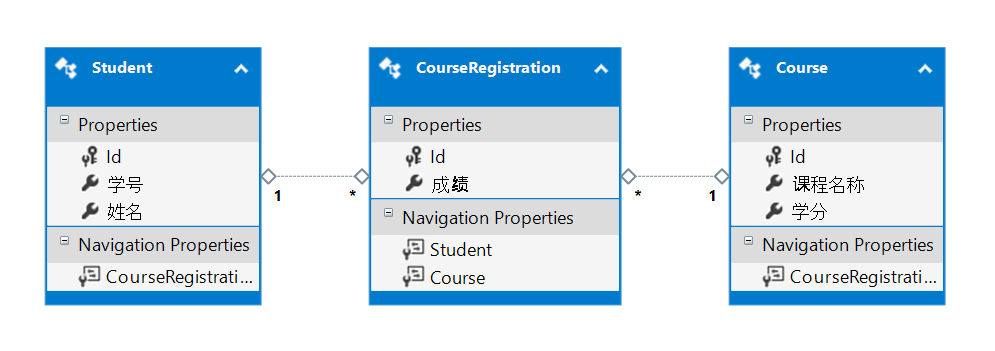 Student
Properties
Id
学号
姓名
Navigation Properties
CourseRegistrati...
1
*
CourseRegistration
Properties
Id
成绩
Navigation Properties
Student
Course
*
1
Course
Properties
Id
课程名称
学分
Navigation Properties
CourseRegistrati...